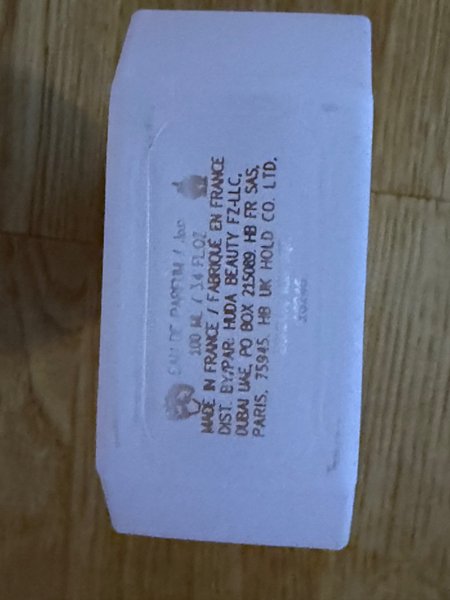 EAU DE PARFUM /
100 ML / 3.4 FL.OZ
MADE IN FRANCE / FABRIQUÉ EN FRANCE
DIST. BY/PAR: HUDA BEAUTY FZ-LLC,
DUBAI UAE, PO BOX 215089. HB FR SAS,
PARIS, 75945. HB UK HOLD CO. LTD,